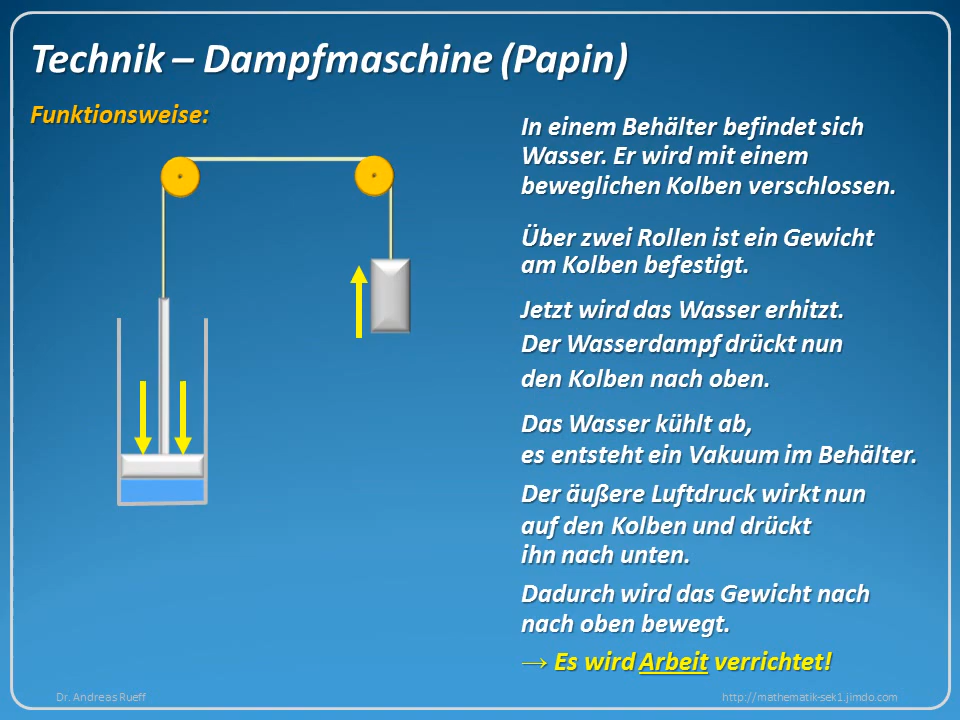 Technik – Dampfmaschine (Papin)
Funktionsweise:
In einem Behälter befindet sich
Wasser. Er wird mit einem
beweglichen Kolben verschlossen.
Über zwei Rollen ist ein Gewicht
am Kolben befestigt.
Jetzt wird das Wasser erhitzt.
Der Wasserdampf drückt nun
den Kolben nach oben.
Das Wasser kühlt ab,
es entsteht ein Vakuum im Behälter.
Der äußere Luftdruck wirkt nun
auf den Kolben und drückt
ihn nach unten.
Dadurch wird das Gewicht nach
nach oben bewegt.
→ Es wird Arbeit verrichtet!
Dr. Andreas Rueff
http://mathematik-sek1.jimdo.com